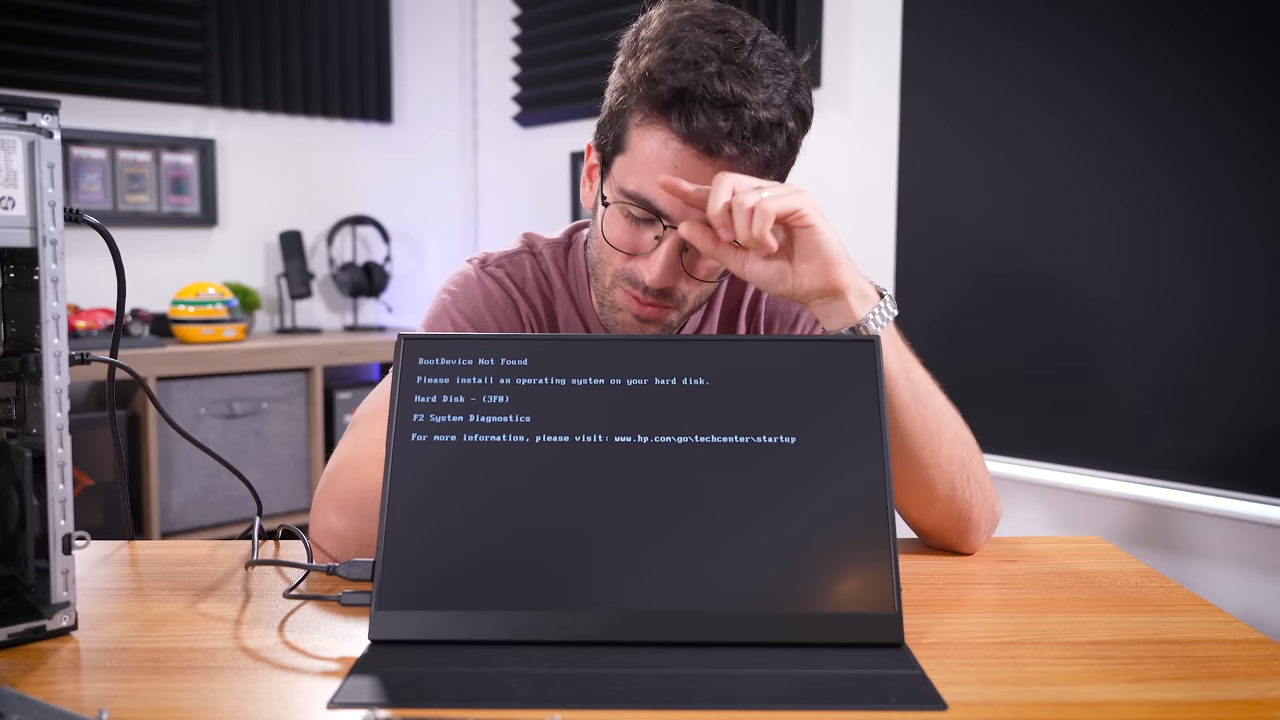 BootDevice Not Found
Please install an operating system on your hard disk.
Hard Disk - (3F0)
F2 System Diagnostics
For more information, please visit: www.hp.com\go\techcenter\startup